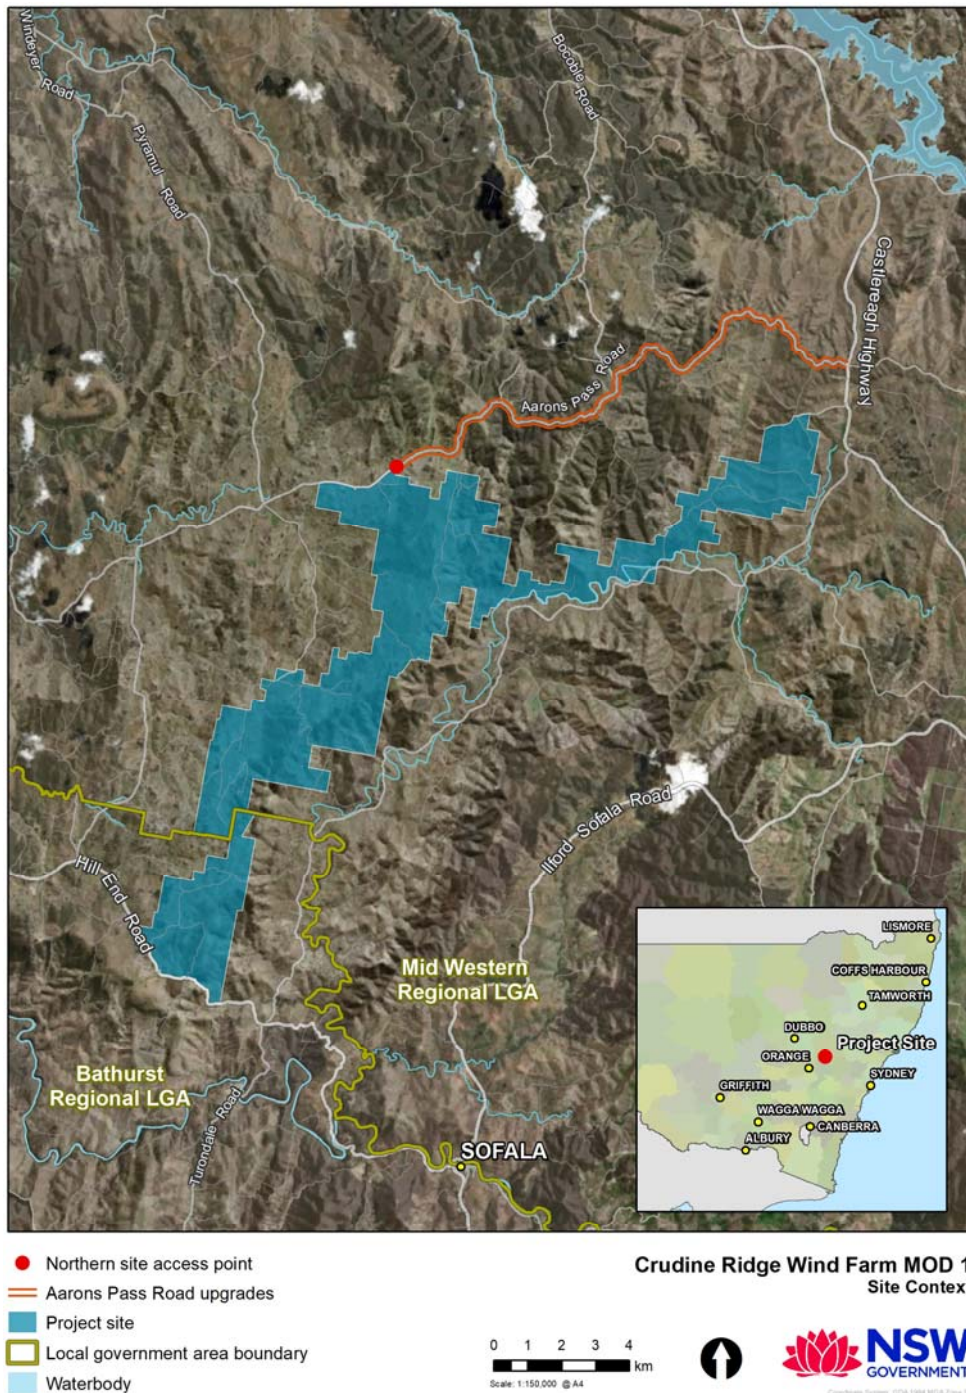 Windeyer Road
Bocoble Road
Pyramul Road
Castlereagh Highway
Aarons Pass Road
Ilford Sofala Road
Hill End Road
Mid Western
Regional LGA
Bathurst
Regional LGA
Turondale Road
SOFALA
LISMORE
COFFS HARBOUR
TAMWORTH
DUBBO
Project Site
ORANGE
SYDNEY
GRIFFITH
WAGGA WAGGA
CANBERRA
ALBURY
Northern site access point
Aarons Pass Road upgrades
Project site
Local government area boundary
Waterbody
Crudine Ridge Wind Farm MOD 1
Site Contex
0 1 2 3 4
km
Scale: 1:150,000 @ A4
NSW
GOVERNMENT